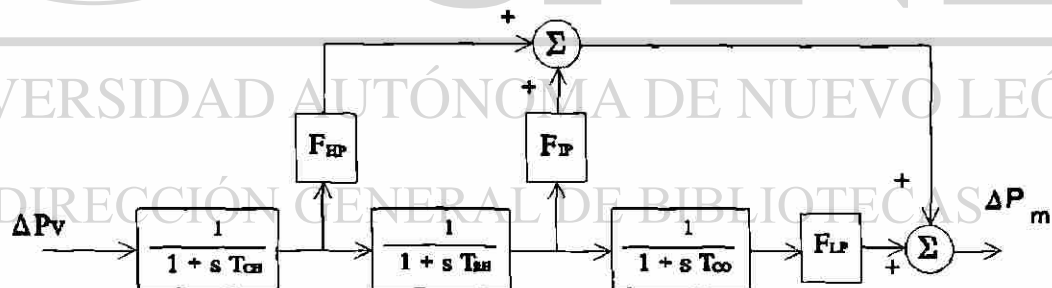 +
Σ
+
VERSIDAD AUTÓNOMA DE NUEVO LEÓ
F_HP
F_IP
+
DIRECCIÓN GENERAL DE BIBLIOTECAS
ΔPv
1
1 + s T_CH
1
1 + s T_RH
1
1 + s T_CO
F_LP
+
Σ
ΔP_m